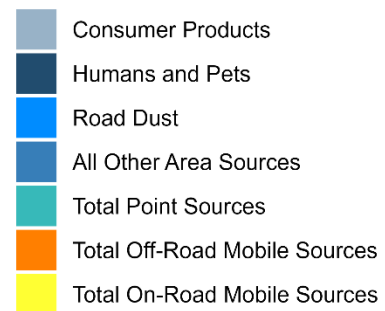 Consumer Products
Humans and Pets
Road Dust
All Other Area Sources
Total Point Sources
Total Off-Road Mobile Sources
Total On-Road Mobile Sources